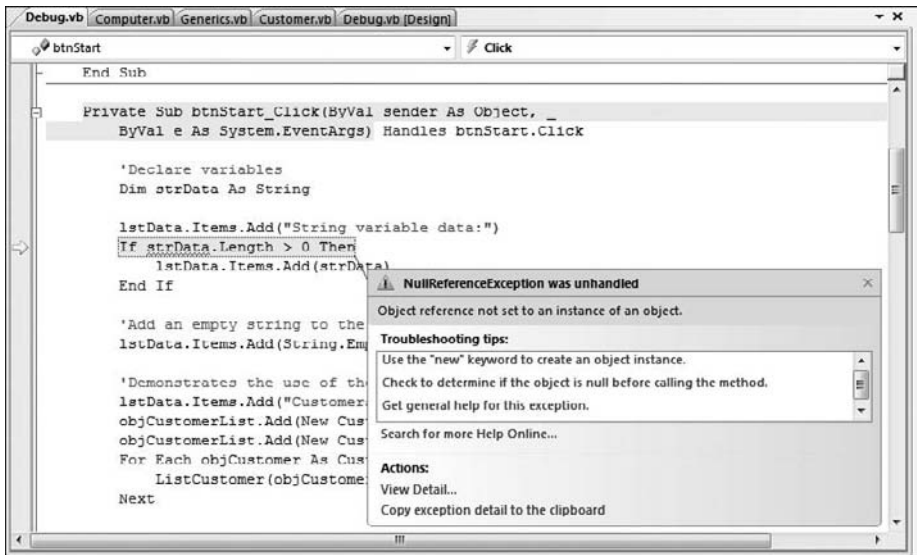 Debug.vb Computer.vb Generics.vb Customer.vb Debug.vb [Design]
btnStart Click
End Sub
Private Sub btnStart_Click(ByVal sender As Object, _
ByVal e As System.EventArgs) Handles btnStart.Click
'Declare variables
Dim strData As String
lstData.Items.Add("String variable data:")
If strData.Length > 0 Then
lstData.Items.Add(strData)
End If
'Add an empty string to the
lstData.Items.Add(String.Em
'Demonstrates the use of th
lstData.Items.Add("Customer
objCustomerList.Add(New Cus
objCustomerList.Add(New Cus
For Each objCustomer As Cus
ListCustomer(objCustome
Next
NullReferenceException was unhandled
Object reference not set to an instance of an object.
Troubleshooting tips:
Use the "new" keyword to create an object instance.
Check to determine if the object is null before calling the method.
Get general help for this exception.
Search for more Help Online...
Actions:
View Detail...
Copy exception detail to the clipboard